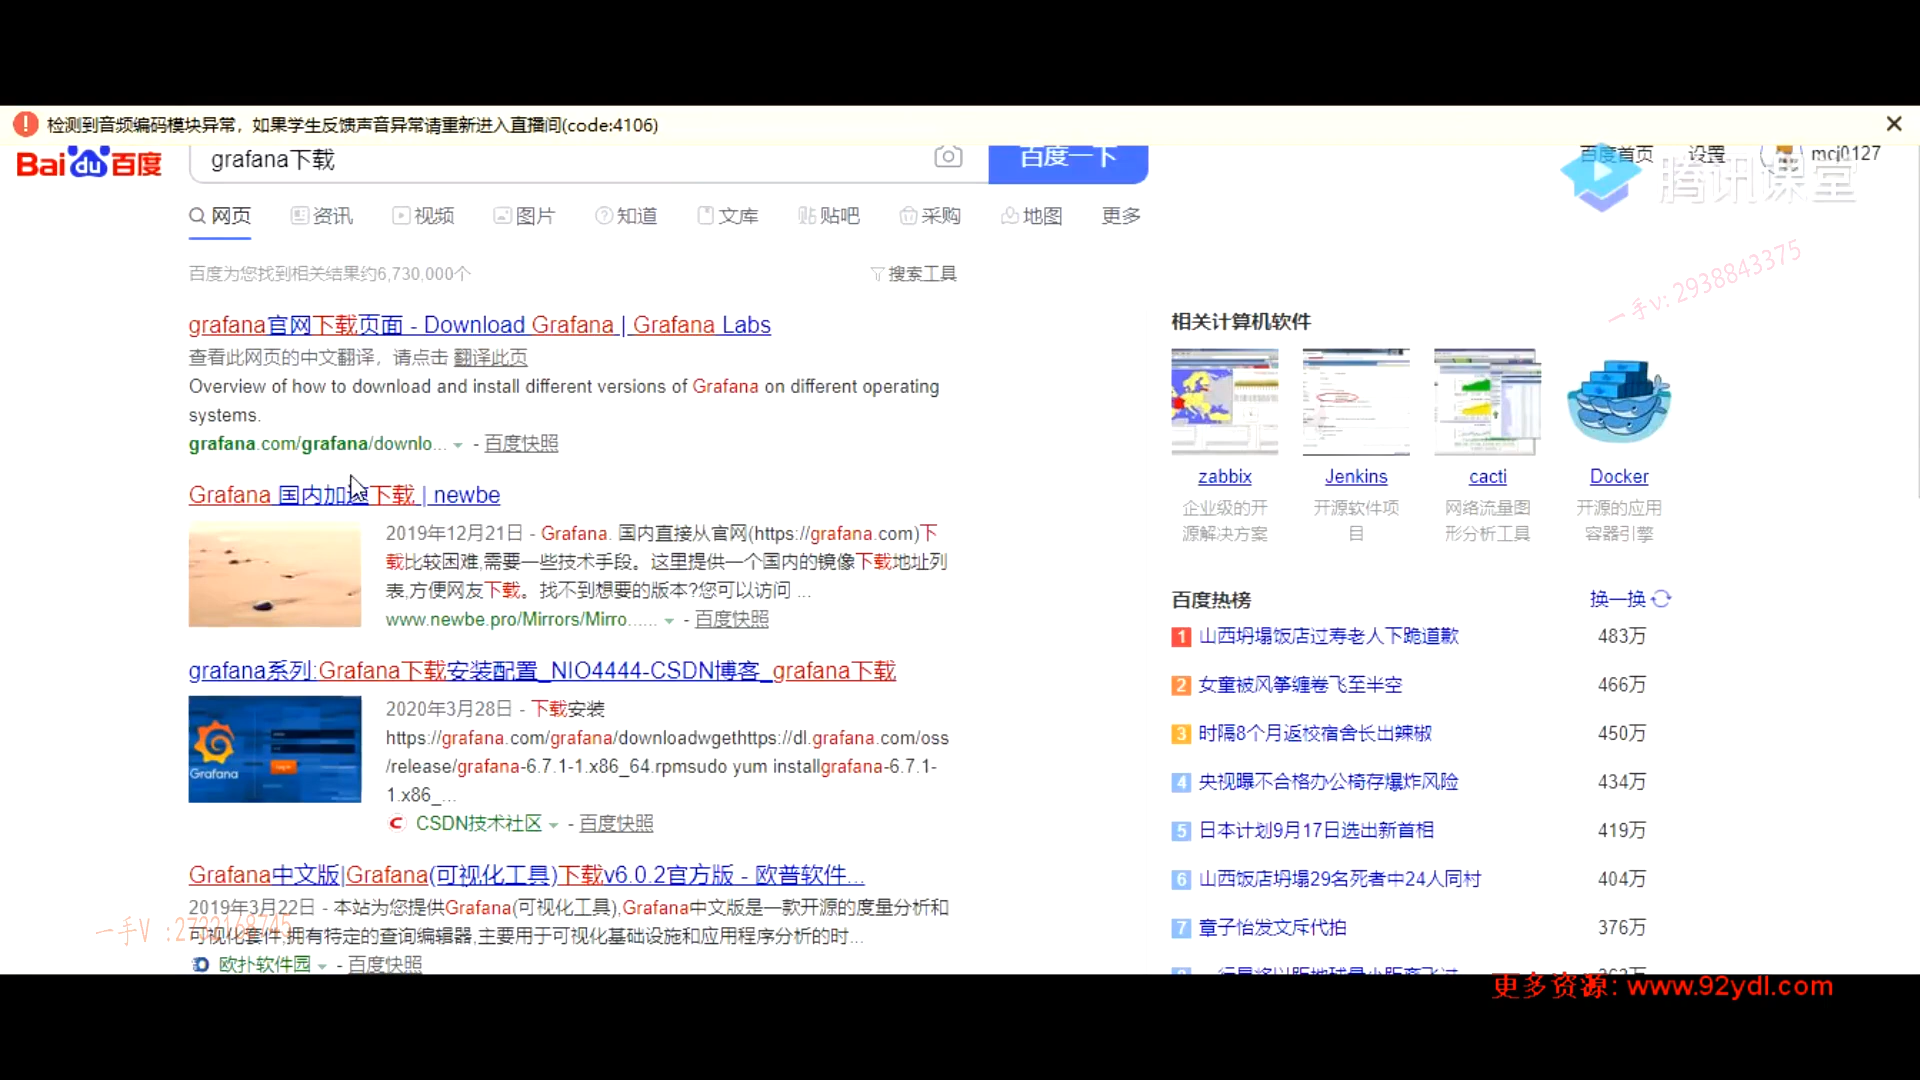 检测到音频编码模块异常，如果学生反馈声音异常请重新进入直播间(code:4106)
Bai du 百度
grafana下载
百度一下
百度首页
设置
mcj0127
腾讯课堂
网页
资讯
视频
图片
知道
文库
贴吧
采购
地图
更多
百度为您找到相关结果约6,730,000个
搜索工具
一手v: 2938843375
grafana官网下载页面 - Download Grafana | Grafana Labs
查看此网页的中文翻译，请点击 翻译此页
Overview of how to download and install different versions of Grafana on different operating
systems.
grafana.com/grafana/downlo... - 百度快照
Grafana 国内加速下载 | newbe
2019年12月21日 - Grafana. 国内直接从官网(https://grafana.com)下
载比较困难,需要一些技术手段。这里提供一个国内的镜像下载地址列
表,方便网友下载。找不到想要的版本?您可以访问 ...
www.newbe.pro/Mirrors/Mirro...... - 百度快照
grafana系列:Grafana下载安装配置_NIO4444-CSDN博客_grafana下载
Grafana
2020年3月28日 - 下载安装
https://grafana.com/grafana/downloadwgethttps://dl.grafana.com/oss
/release/grafana-6.7.1-1.x86_64.rpmsudo yum installgrafana-6.7.1-
1.x86_...
CSDN技术社区 - 百度快照
Grafana中文版|Grafana(可视化工具)下载v6.0.2官方版 - 欧普软件...
2019年3月22日 - 本站为您提供Grafana(可视化工具),Grafana中文版是一款开源的度量分析和
可视化套件,拥有特定的查询编辑器,主要用于可视化基础设施和应用程序分析的时...
一手V :2732168745
欧扑软件园 - 百度快照
相关计算机软件
zabbix
企业级的开
源解决方案
Jenkins
开源软件项
目
cacti
网络流量图
形分析工具
Docker
开源的应用
容器引擎
百度热榜
换一换
1 山西坍塌饭店过寿老人下跪道歉 483万
2 女童被风筝缠卷飞至半空 466万
3 时隔8个月返校宿舍长出辣椒 450万
4 央视曝不合格办公椅存爆炸风险 434万
5 日本计划9月17日选出新首相 419万
6 山西饭店坍塌29名死者中24人同村 404万
7 章子怡发文斥代拍 376万
更多资源: www.92ydl.com